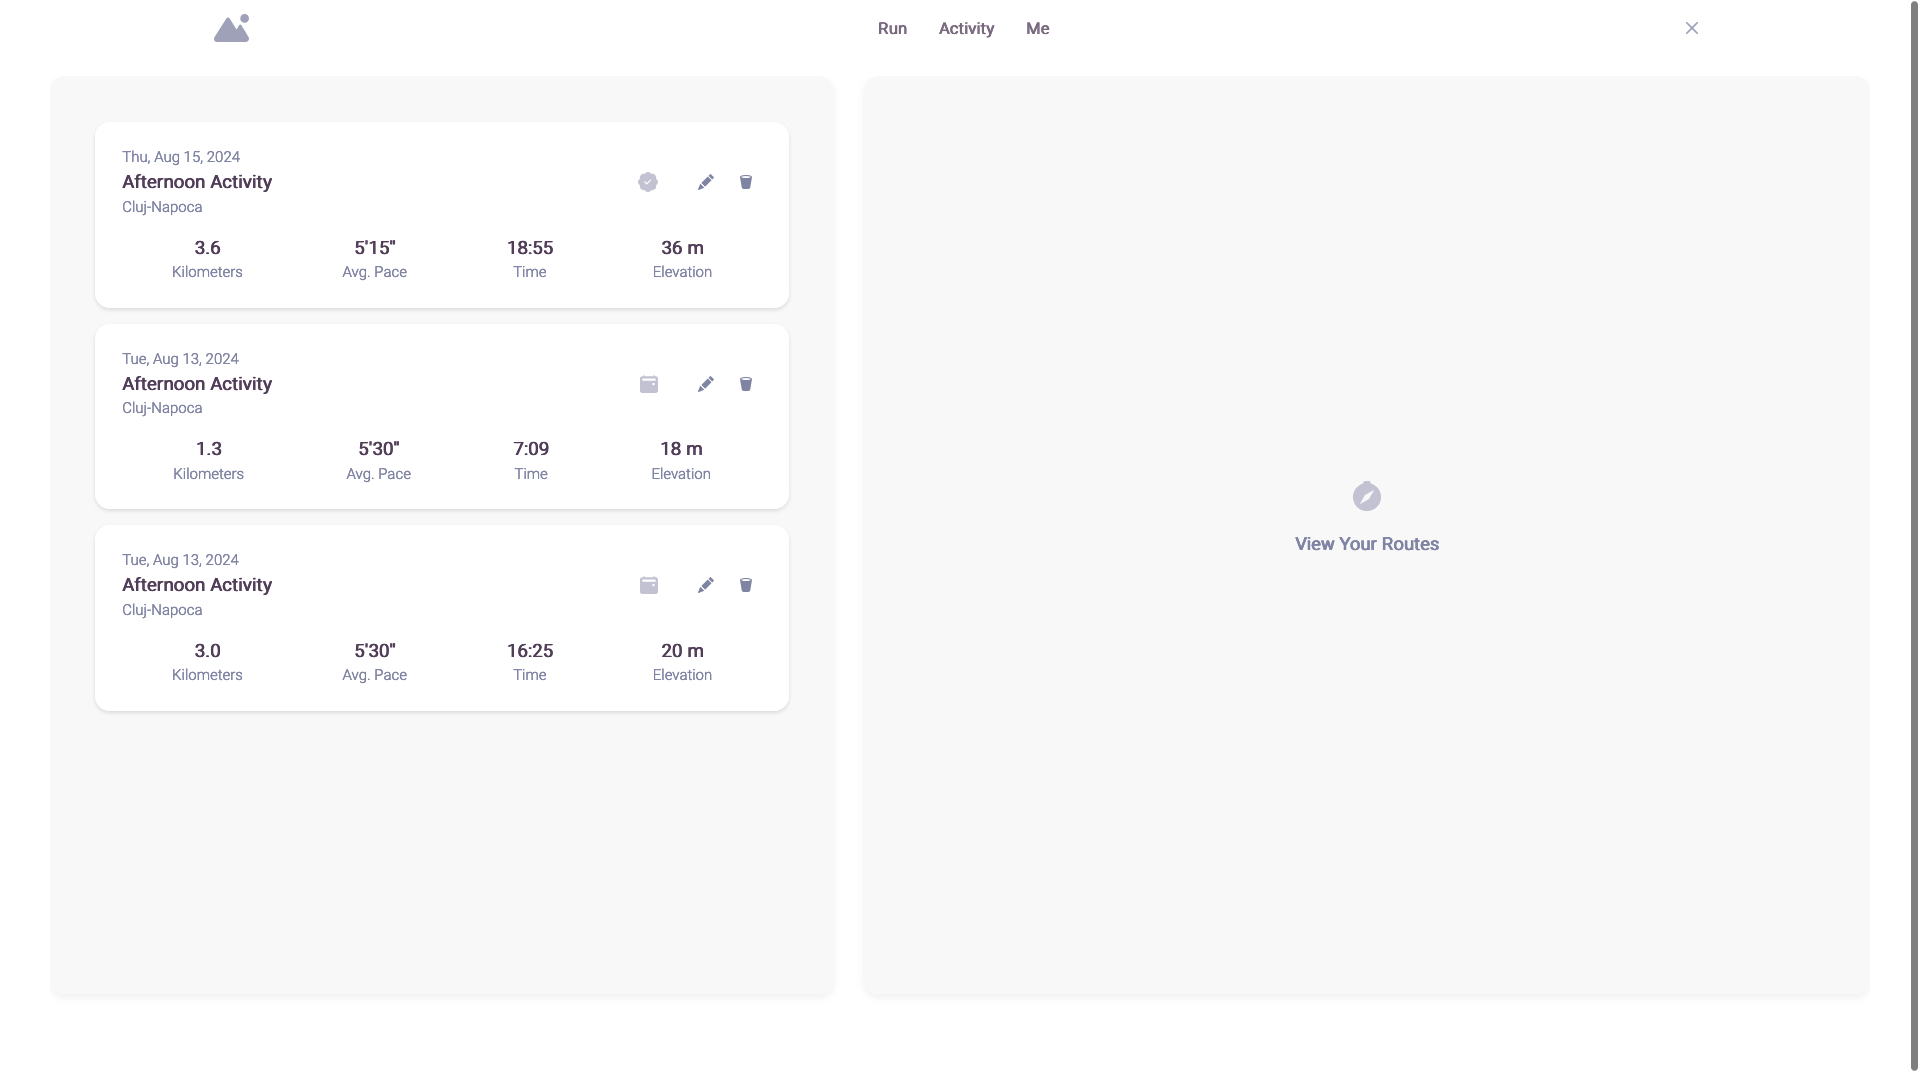 Run Activity Me
Thu, Aug 15, 2024
Afternoon Activity
Cluj-Napoca
3.6 5'15" 18:55 36 m
Kilometers Avg. Pace Time Elevation
Tue, Aug 13, 2024
Afternoon Activity
Cluj-Napoca
1.3 5'30" 7:09 18 m
Kilometers Avg. Pace Time Elevation
Tue, Aug 13, 2024
Afternoon Activity
Cluj-Napoca
3.0 5'30" 16:25 20 m
Kilometers Avg. Pace Time Elevation
View Your Routes